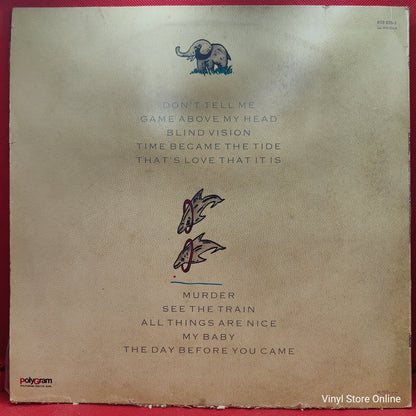 DON'T TELL ME
GAME ABOVE MY HEAD
BLIND VISION
TIME BECAME THE TIDE
THAT'S LOVE THAT IT IS
MURDER
SEE THE TRAIN
ALL THINGS ARE NICE
MY BABY
THE DAY BEFORE YOU CAME
PolyGram
Vinyl Store Online